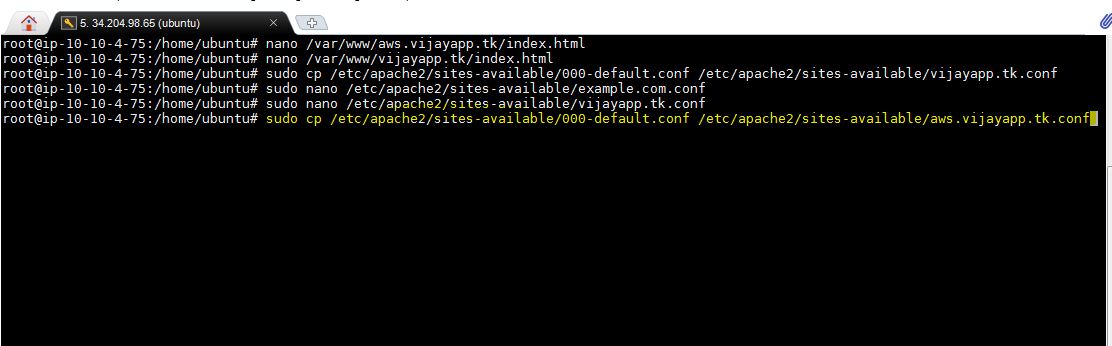 5. 34.204.98.65 (ubuntu)
root@ip-10-10-4-75:/home/ubuntu# nano /var/www/aws.vijayapp.tk/index.html
root@ip-10-10-4-75:/home/ubuntu# nano /var/www/vijayapp.tk/index.html
root@ip-10-10-4-75:/home/ubuntu# sudo cp /etc/apache2/sites-available/000-default.conf /etc/apache2/sites-available/vijayapp.tk.conf
root@ip-10-10-4-75:/home/ubuntu# sudo nano /etc/apache2/sites-available/example.com.conf
root@ip-10-10-4-75:/home/ubuntu# sudo nano /etc/apache2/sites-available/vijayapp.tk.conf
root@ip-10-10-4-75:/home/ubuntu# sudo cp /etc/apache2/sites-available/000-default.conf /etc/apache2/sites-available/aws.vijayapp.tk.conf